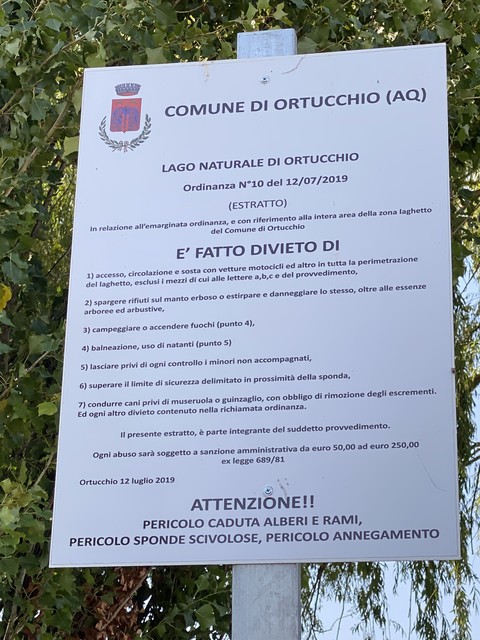 COMUNE DI ORTUCCHIO (AQ)
LAGO NATURALE DI ORTUCCHIO
Ordinanza N°10 del 12/07/2019
(ESTRATTO)
In relazione all'emarginata ordinanza, e con riferimento alla intera area della zona laghetto
del Comune di Ortucchio
E' FATTO DIVIETO DI
1) accesso, circolazione e sosta con vetture motocicli ed altro in tutta la perimetrazione
del laghetto, esclusi i mezzi di cui alle lettere a,b,c e del provvedimento,
2) spargere rifiuti sul manto erboso o estirpare e danneggiare lo stesso, oltre alle essenze
arboree ed arbustive,
3) campeggiare o accendere fuochi (punto 4),
4) balneazione, uso di natanti (punto 5)
5) lasciare privi di ogni controllo i minori non accompagnati,
6) superare il limite di sicurezza delimitato in prossimità della sponda,
7) condurre cani privi di museruola o guinzaglio, con obbligo di rimozione degli escrementi.
Ed ogni altro divieto contenuto nella richiamata ordinanza.
Il presente estratto, è parte integrante del suddetto provvedimento.
Ogni abuso sarà soggetto a sanzione amministrativa da euro 50,00 ad euro 250,00
ex legge 689/81
Ortucchio 12 luglio 2019
ATTENZIONE!!
PERICOLO CADUTA ALBERI E RAMI,
PERICOLO SPONDE SCIVOLOSE, PERICOLO ANNEGAMENTO